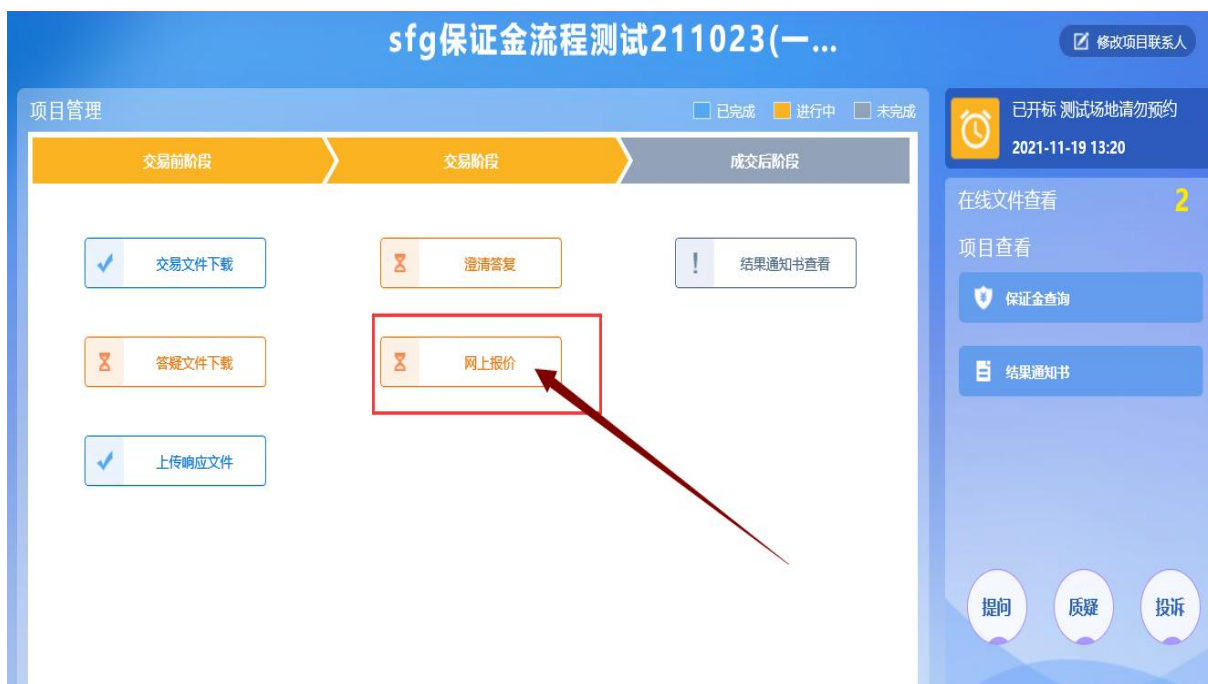 sfg保证金流程测试211023(一...
修改项目联系人
项目管理
已完成 进行中 未完成
交易前阶段 交易阶段 成交后阶段
交易文件下载 澄清答复 结果通知书查看
答疑文件下载 网上报价
上传响应文件
已开标 测试场地请勿预约
2021-11-19 13:20
在线文件查看 2
项目查看
保证金查询
结果通知书
提问 质疑 投诉